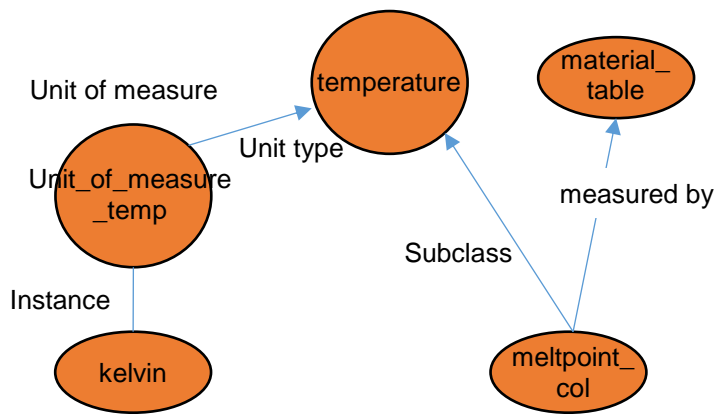 temperature
material_
table
Unit of measure
Unit type
Unit_of_measure
_temp
measured by
Subclass
Instance
kelvin
meltpoint_
col